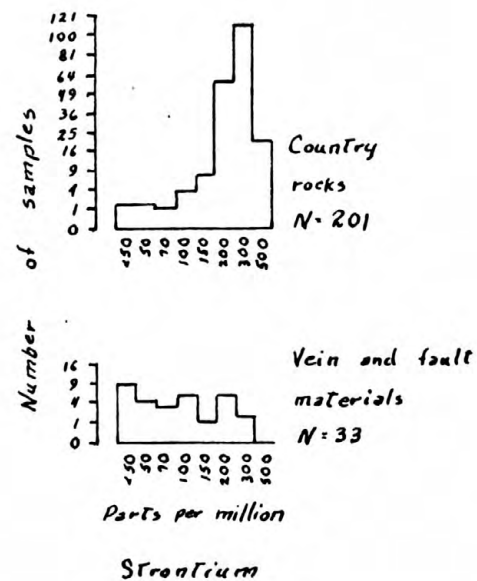 121
100
81
64
49
36
25
16
9
4
1
0
<50 50 70 100 150 200 300 500
Country
rocks
N=201
Number of samples
16
9
4
1
0
<50 50 70 100 150 200 300 500
Vein and fault
materials
N=33
Parts per million
Strontium